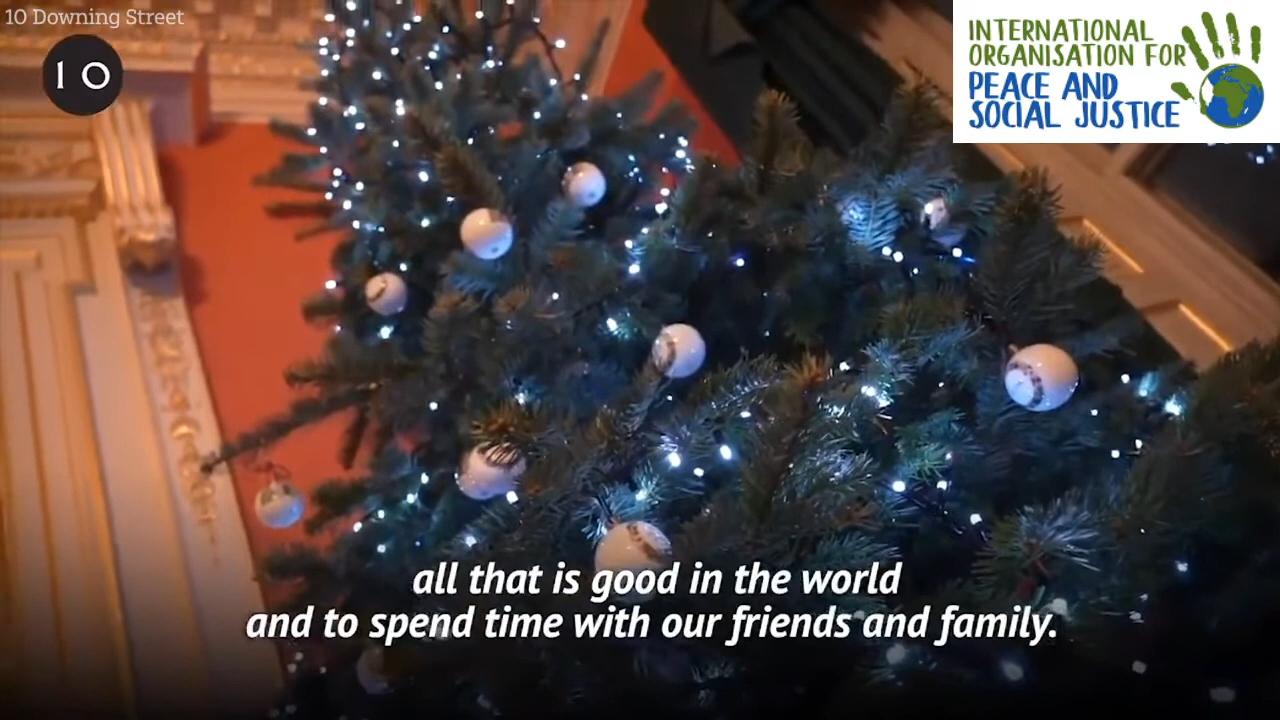 10 Downing Street
10
INTERNATIONAL
ORGANISATION FOR
PEACE AND
SOCIAL JUSTICE
all that is good in the world
and to spend time with our friends and family.